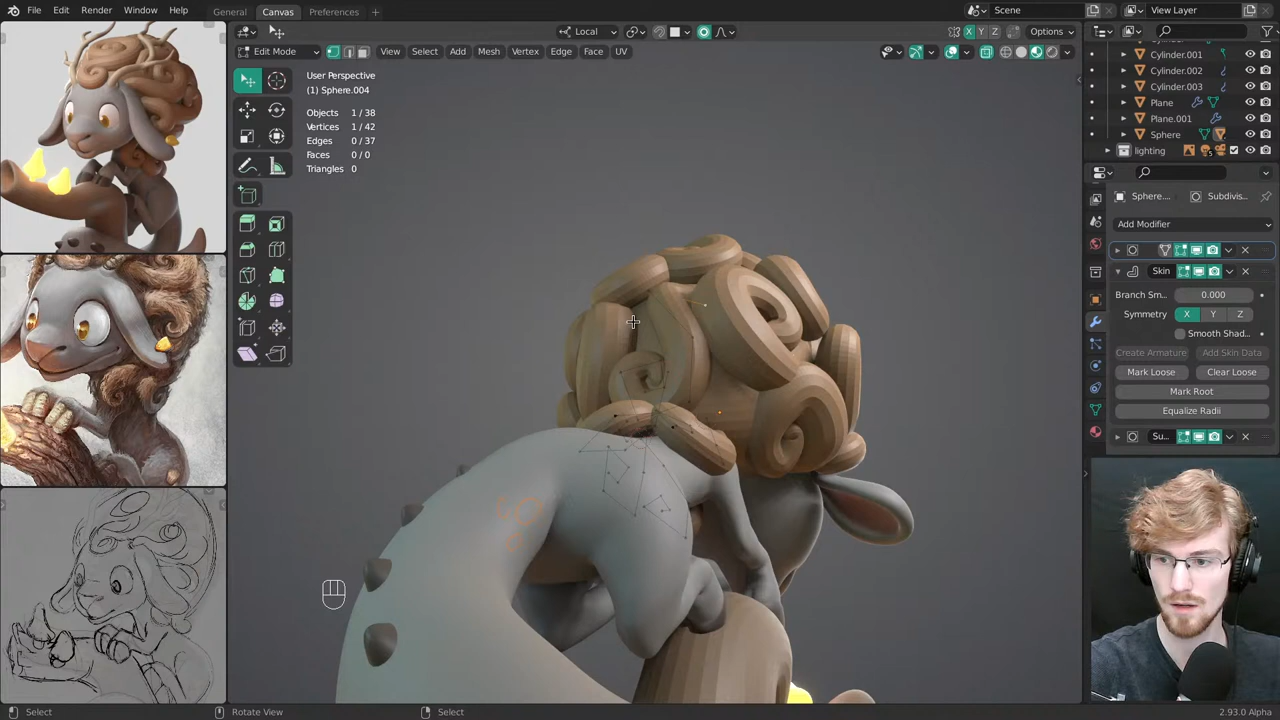 File Edit Render Window Help
General Canvas Preferences +
Scene
View Layer
Local
X Y Z
Options
Edit Mode
View Select Add Mesh Vertex Edge Face UV
User Perspective
(1) Sphere.004
Objects 1 / 38
Vertices 1 / 42
Edges 0 / 37
Faces 0 / 0
Triangles 0
Cylinder.001
Cylinder.002
Cylinder.003
Plane
Plane.001
Sphere
lighting
5
Sphere....
Subdivis...
Add Modifier
Skin
Branch Sm...
0.000
Symmetry
X Y Z
Smooth Shad...
Create Armature
Add Skin Data
Mark Loose
Clear Loose
Mark Root
Equalize Radii
Su...
Select
Rotate View
Select
2.93.0 Alpha